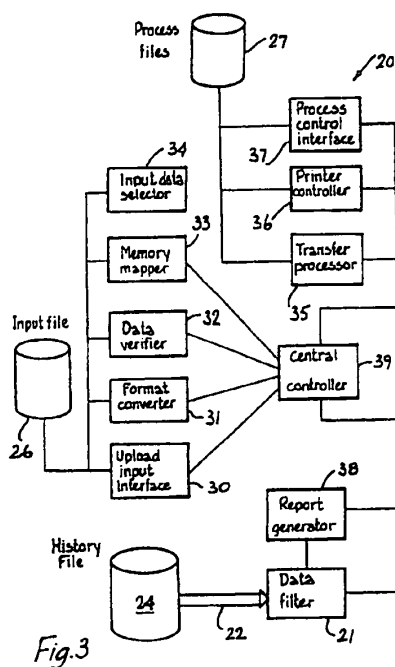 Process
files
27
20
Process
control
interface
37
34
Input data
selector
Printer
controller
36
33
Memory
mapper
Transfer
processor
35
Input file
32
Data
verifier
Central
controller
39
26
Format
converter
31
Upload
input
Interface
30
38
Report
generator
History
File
24
22
Data
filter
21
Fig.3